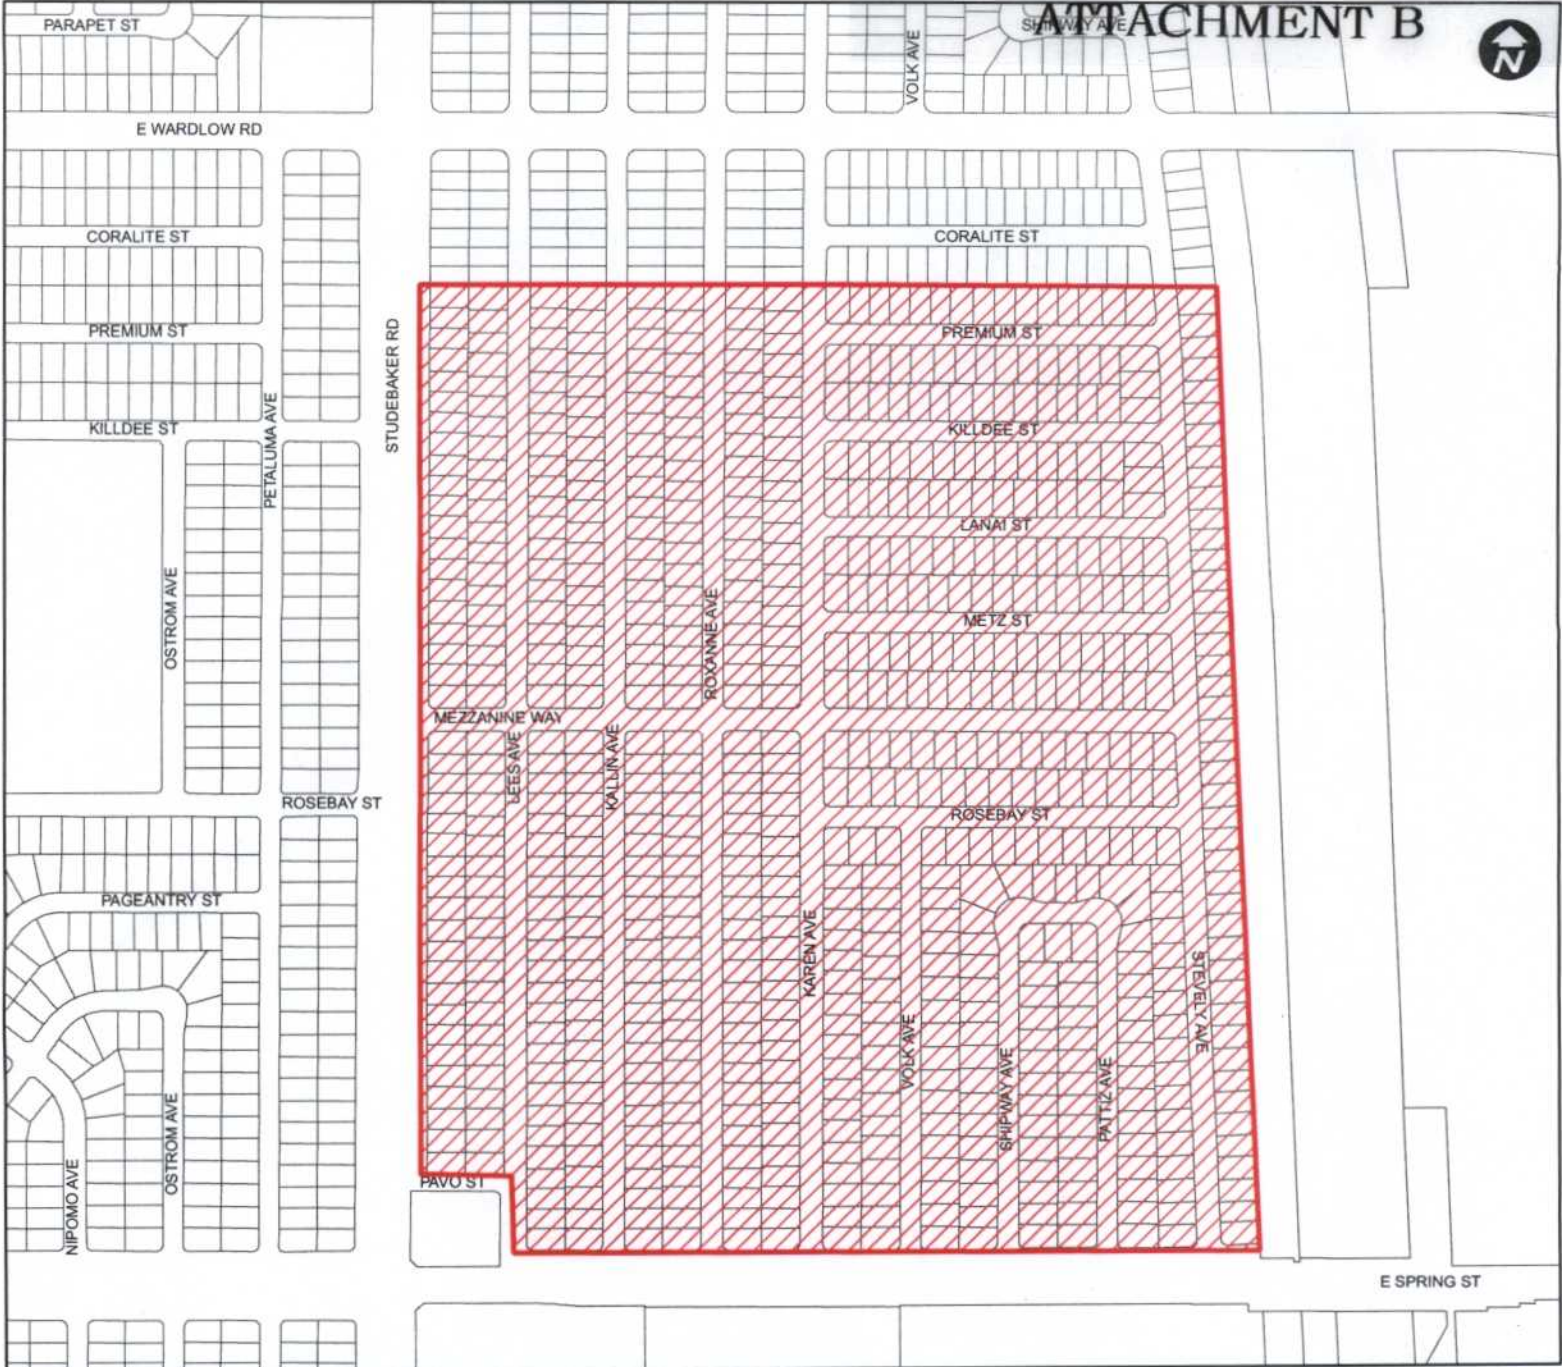 ATTACHMENT B
PARAPET ST
SHIPWAY AVE
N
VOLK AVE
E WARDLOW RD
CORALITE ST
CORALITE ST
PREMIUM ST
PREMIUM ST
STUDEBAKER RD
KILLDEE ST
KILLDEE ST
PETALUMA AVE
LANAI ST
OSTROM AVE
METZ ST
ROXANNE AVE
MEZZANINE WAY
LEES AVE
KALLIN AVE
ROSEBAY ST
ROSEBAY ST
PAGEANTRY ST
KAREN AVE
STEVELY AVE
VOLK AVE
SHIPWAY AVE
PATTIZ AVE
OSTROM AVE
NIPOMO AVE
PAVO ST
E SPRING ST